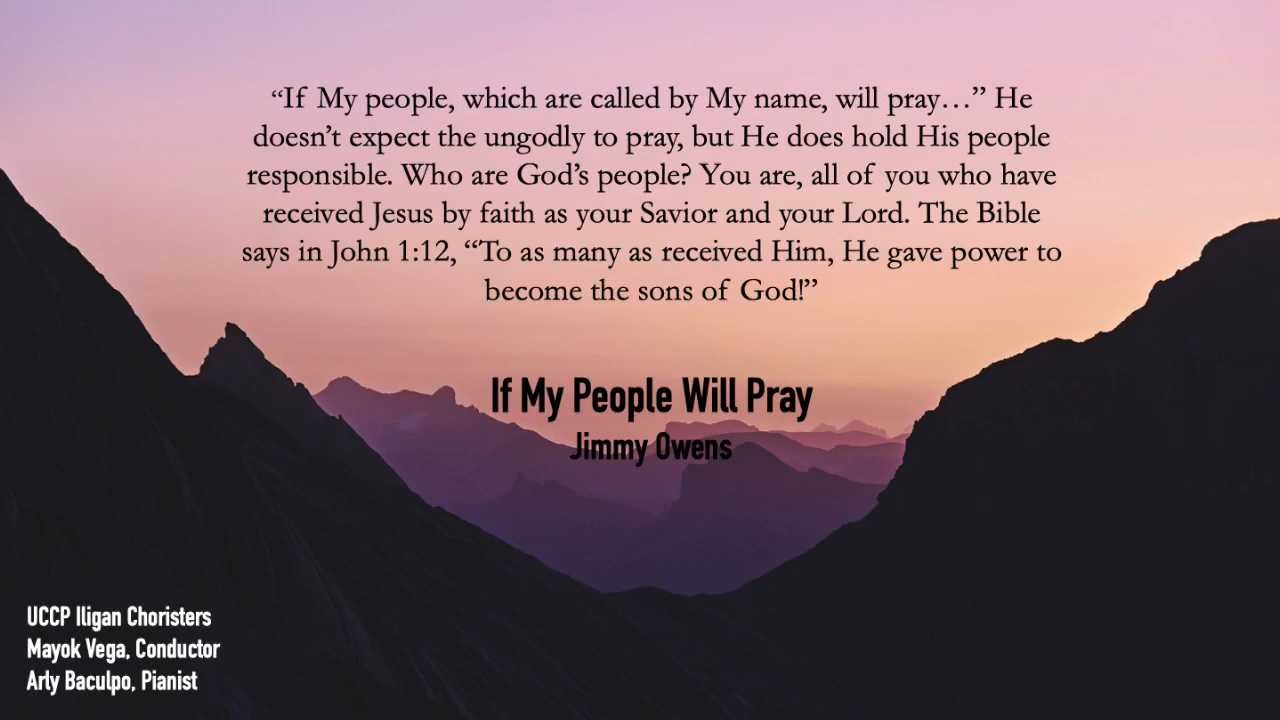 “If My people, which are called by My name, will pray…” He
doesn’t expect the ungodly to pray, but He does hold His people
responsible. Who are God’s people? You are, all of you who have
received Jesus by faith as your Savior and your Lord. The Bible
says in John 1:12, “To as many as received Him, He gave power to
become the sons of God!”
If My People Will Pray
Jimmy Owens
UCCP Iligan Choristers
Mayok Vega, Conductor
Arly Baculpo, Pianist